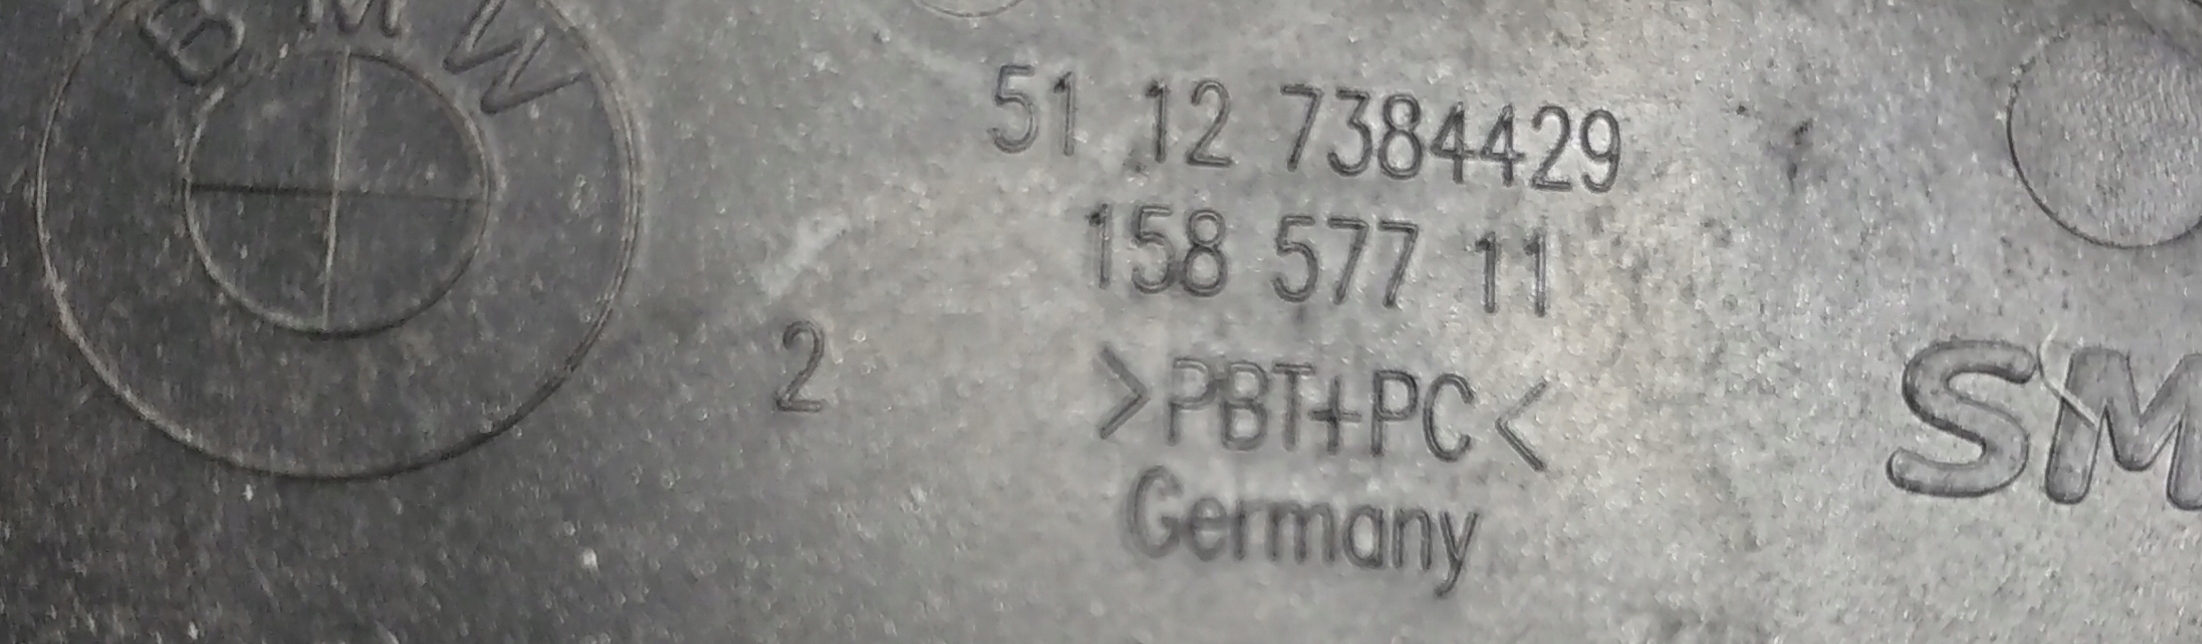 BMW
51 12 7384429
158 577 11
2
>PBT+PC<
SM
Germany